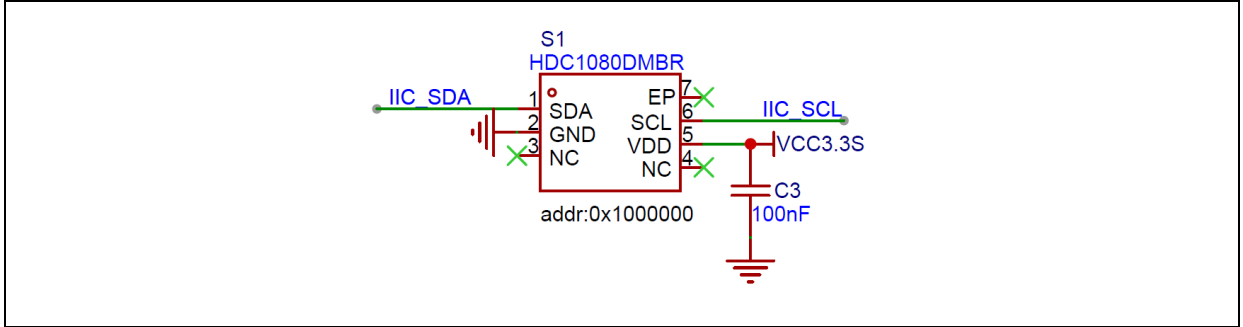 S1
HDC1080DMBR
IIC_SDA
1
SDA
2
GND
3
NC
7
EP
6
SCL
IIC_SCL
5
VDD
VCC3.3S
4
NC
C3
100nF
addr:0x1000000